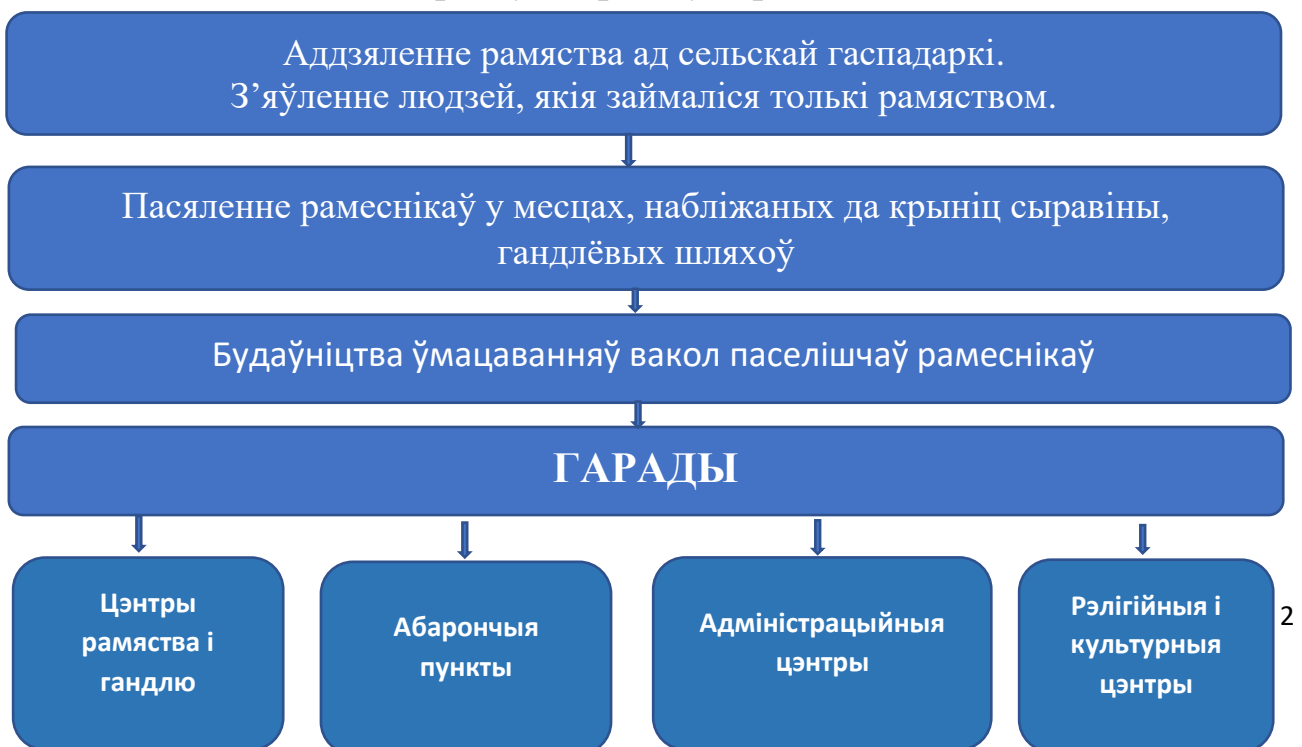 Аддзяленне рамяства ад сельскай гаспадаркі.
З’яўленне людзей, якія займаліся толькі рамяством.
Пасяленне рамеснікаў у месцах, набліжаных да крыніц сыравіны,
гандлёвых шляхоў
Будаўніцтва ўмацаванняў вакол паселішчаў рамеснікаў
ГАРАДЫ
Цэнтры
рамяства і
гандлю
Абарончыя
пункты
Адміністрацыйныя
цэнтры
Рэлігійныя і
культурныя
цэнтры
2